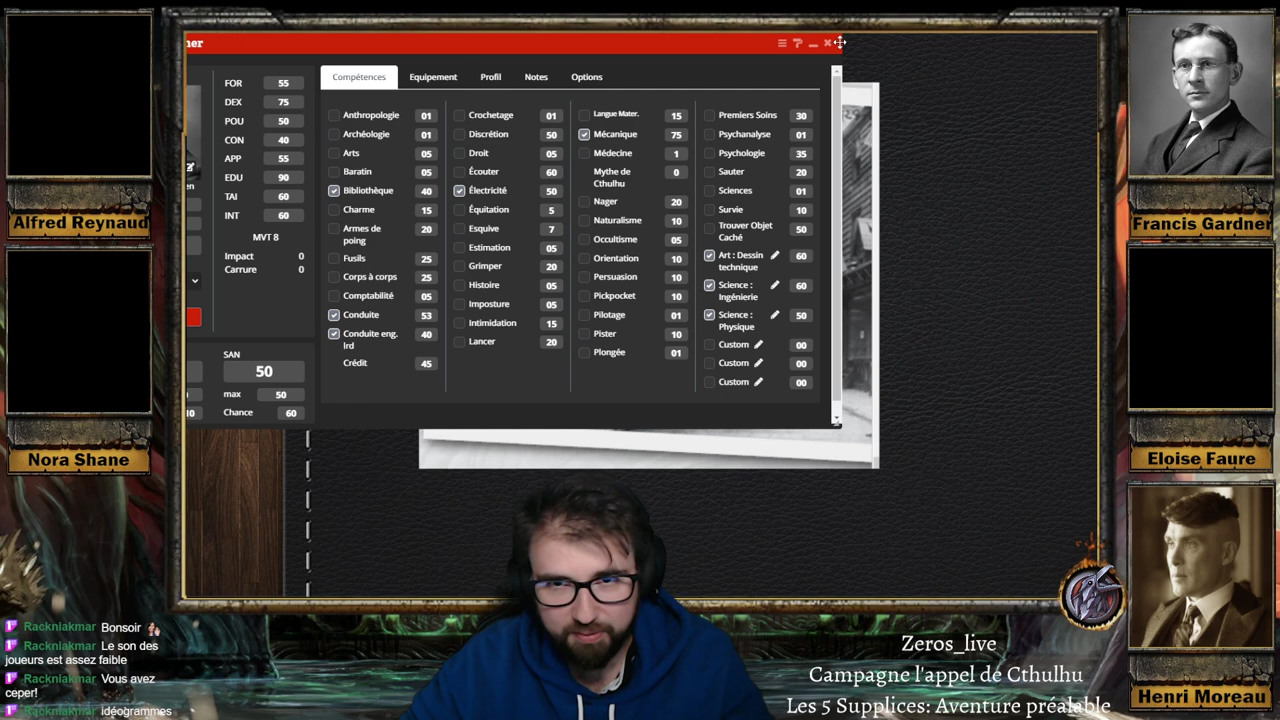 ner
FOR 55
DEX 75
POU 50
CON 40
APP 55
EDU 90
TAI 60
INT 60
MVT 8
Impact 0
Carrure 0
SAN
50
max 50
Chance 60
10
en
Compétences Equipement Profil Notes Options
Anthropologie 01
Archéologie 01
Arts 05
Baratin 05
Bibliothèque 40
Charme 15
Armes de
poing 20
Fusils 25
Corps à corps 25
Comptabilité 05
Conduite 53
Conduite eng.
lrd 40
Crédit 45
Crochetage 01
Discrétion 50
Droit 05
Écouter 60
Électricité 50
Équitation 5
Esquive 7
Estimation 05
Grimper 20
Histoire 05
Imposture 05
Intimidation 15
Lancer 20
Langue Mater. 15
Mécanique 75
Médecine 1
Mythe de
Cthulhu 0
Nager 20
Naturalisme 10
Occultisme 05
Orientation 10
Persuasion 10
Pickpocket 10
Pilotage 01
Pister 10
Plongée 01
Premiers Soins 30
Psychanalyse 01
Psychologie 35
Sauter 20
Sciences 01
Survie 10
Trouver Objet
Caché 50
Art : Dessin
technique 60
Science :
Ingénierie 60
Science :
Physique 50
Custom 00
Custom 00
Custom 00
Alfred Reynaud
Nora Shane
Francis Gardner
Eloise Faure
Henri Moreau
Rackniakmar Bonsoir
Rackniakmar Le son des
joueurs est assez faible
Rackniakmar Vous avez
ceper!
Rackniakmar idéogrammes
Zeros_live
Campagne l'appel de Cthulhu
Les 5 Supplices: Aventure préalable